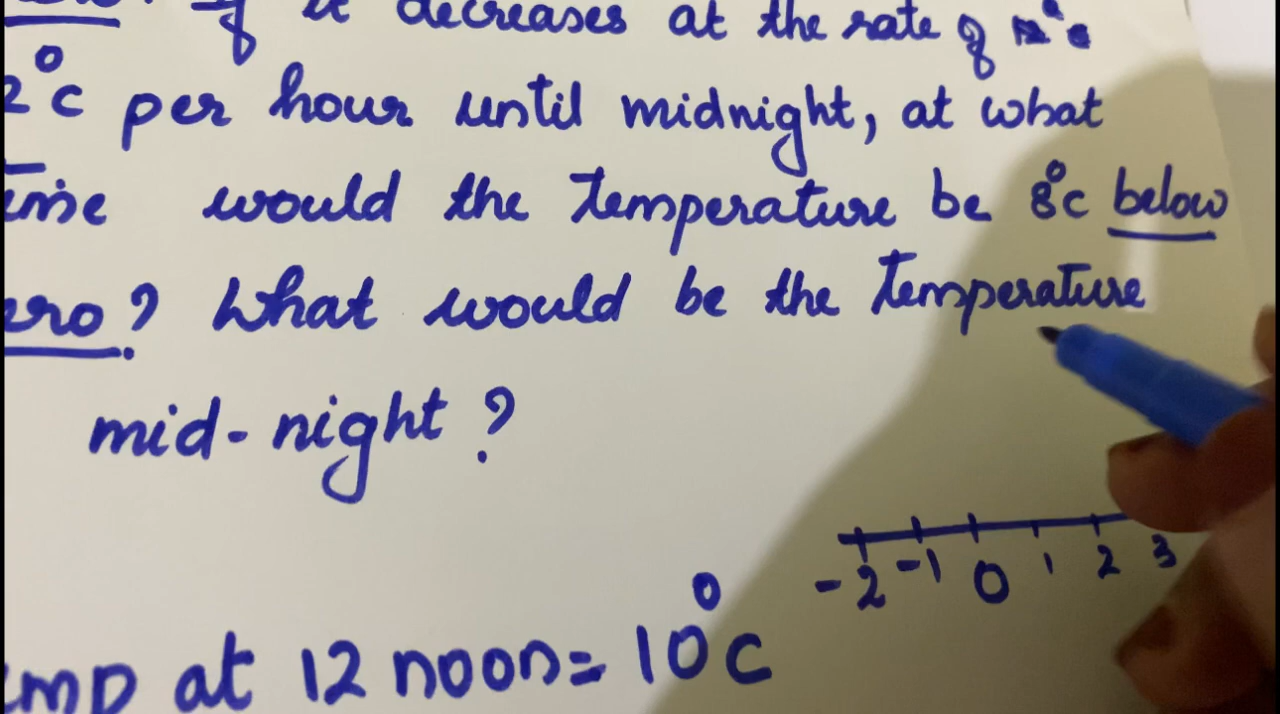 it decreases at the rate of
2°c per hour until midnight, at what
would the Temperature be 8°c below
? What would be the Temperature
mid-night ?
-2 -1 0 1 2 3
at 12 noon= 10°c